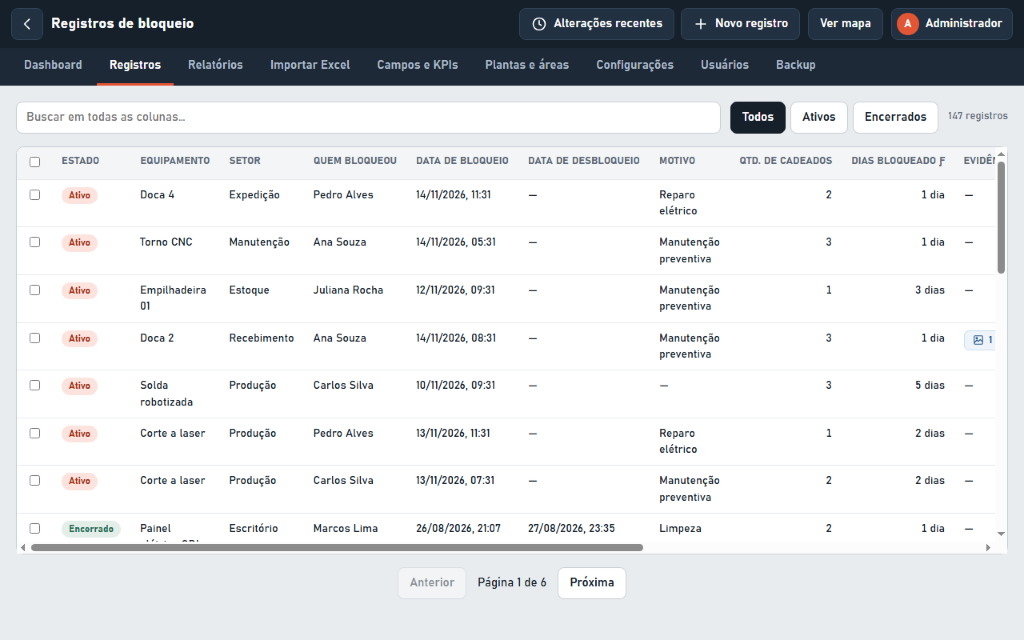 Registros de bloqueio
Alterações recentes
Novo registro
Ver mapa
A Administrador
Dashboard Registros Relatórios Importar Excel Campos e KPIs Plantas e áreas Configurações Usuários Backup
Buscar em todas as colunas...
Todos Ativos Encerrados 147 registros
ESTADO EQUIPAMENTO SETOR QUEM BLOQUEOU DATA DE BLOQUEIO DATA DE DESBLOQUEIO MOTIVO QTD. DE CADEADOS DIAS BLOQUEADO ƒ
Ativo Doca 4 Expedição Pedro Alves 14/11/2026, 11:31 — Reparo elétrico 2 1 dia —
Ativo Torno CNC Manutenção Ana Souza 14/11/2026, 05:31 — Manutenção preventiva 3 1 dia —
Ativo Empilhadeira 01 Estoque Juliana Rocha 12/11/2026, 09:31 — Manutenção preventiva 1 3 dias —
Ativo Doca 2 Recebimento Ana Souza 14/11/2026, 08:31 — Manutenção preventiva 3 1 dia 1
Ativo Solda robotizada Produção Carlos Silva 10/11/2026, 09:31 — — 3 5 dias —
Ativo Corte a laser Produção Pedro Alves 13/11/2026, 11:31 — Reparo elétrico 1 2 dias —
Ativo Corte a laser Produção Carlos Silva 13/11/2026, 07:31 — Manutenção preventiva 2 2 dias —
Encerrado Painel Escritório Marcos Lima 26/08/2026, 21:07 27/08/2026, 23:35 Limpeza 2 1 dia —
Anterior Página 1 de 6 Próxima